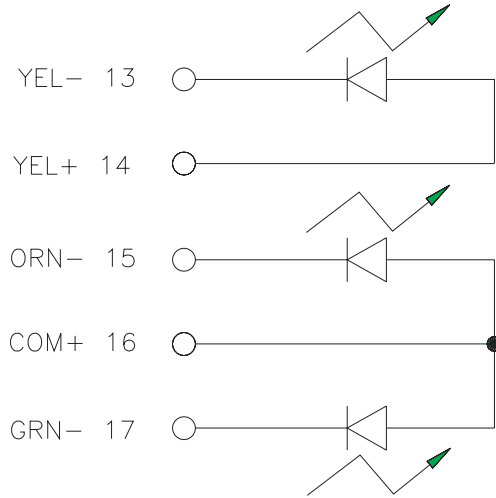 YEL- 13
YEL+ 14
ORN- 15
COM+ 16
GRN- 17